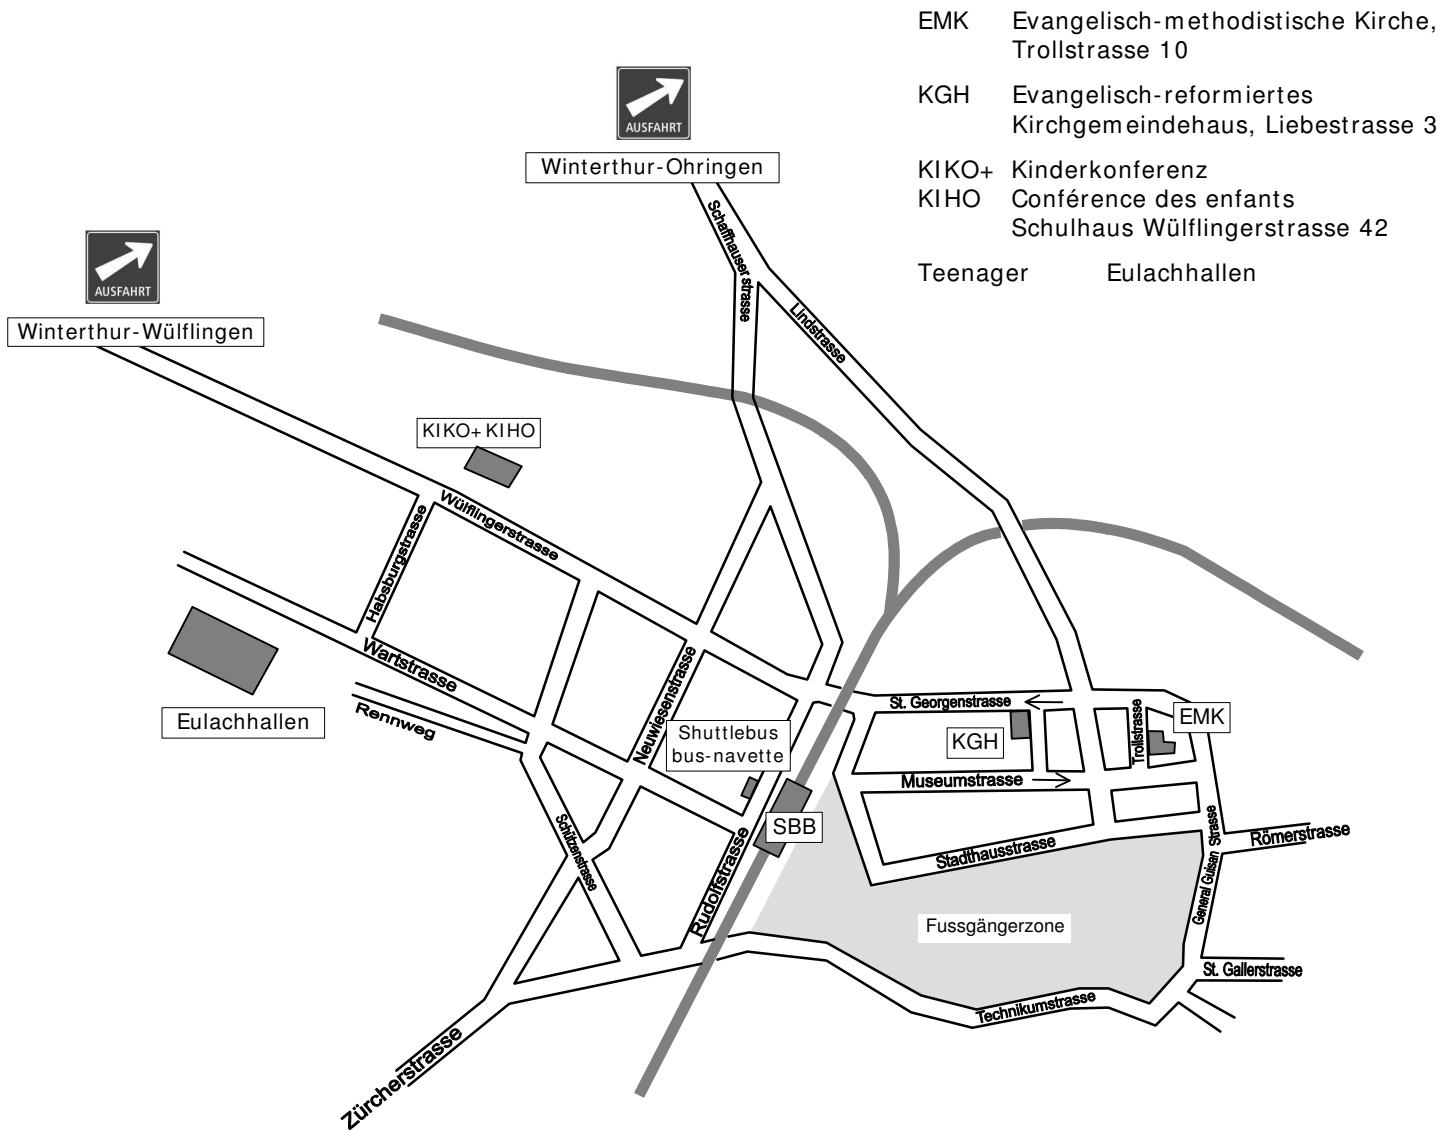 EMK Evangelisch-methodistische Kirche,
Trollstrasse 10
KGH Evangelisch-reformiertes
Kirchgemeindehaus, Liebestrasse 3
KIKO+ Kinderkonferenz
KIHO Conférence des enfants
Schulhaus Wülflingerstrasse 42
Teenager Eulachhallen
AUSFAHRT
Winterthur-Ohringen
AUSFAHRT
Winterthur-Wülflingen
Schaffhauserstrasse
Lindstrasse
KIKO+KIHO
Wülflingerstrasse
Habsburgstrasse
Wartstrasse
Rennweg
Eulachhallen
Neuwiesenstrasse
Shuttlebus
bus-navette
St. Georgenstrasse
KGH
Trollstrasse
EMK
Museumstrasse
SBB
Schützenstrasse
Rudolfstrasse
Stadthausstrasse
General Guisan Strasse
Römerstrasse
Fussgängerzone
St. Gallerstrasse
Technikumstrasse
Zürcherstrasse